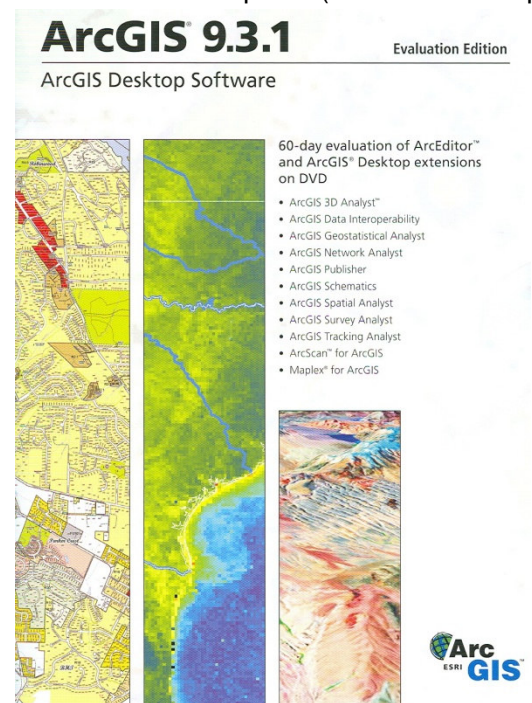 ArcGIS® 9.3.1
Evaluation Edition
ArcGIS Desktop Software
60-day evaluation of ArcEditor™
and ArcGIS® Desktop extensions
on DVD
• ArcGIS 3D Analyst™
• ArcGIS Data Interoperability
• ArcGIS Geostatistical Analyst
• ArcGIS Network Analyst
• ArcGIS Publisher
• ArcGIS Schematics
• ArcGIS Spatial Analyst
• ArcGIS Survey Analyst
• ArcGIS Tracking Analyst
• ArcScan™ for ArcGIS
• Maplex® for ArcGIS
Arc
ESRI GIS™